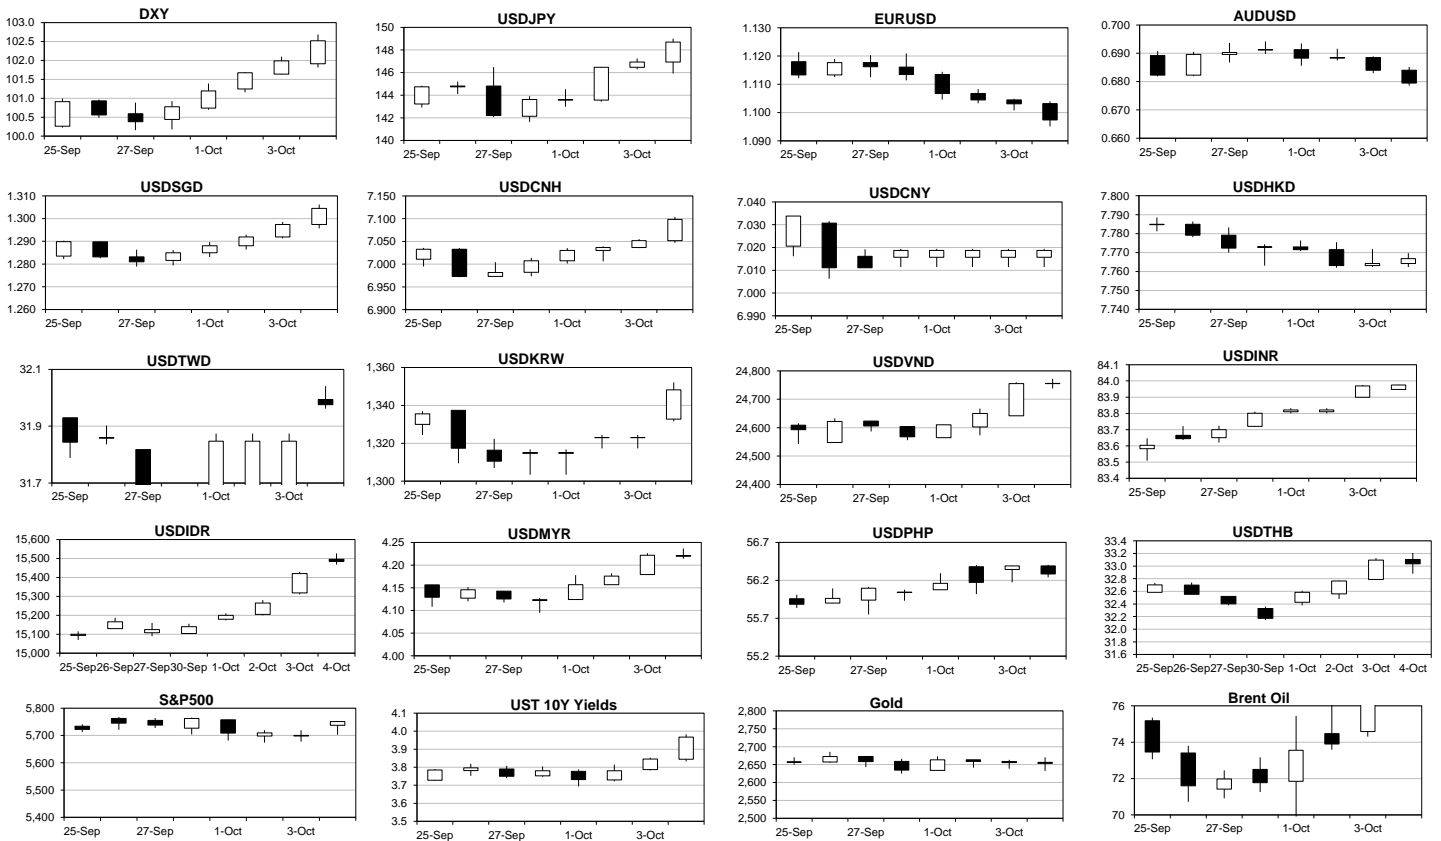 DXY
103.0
102.5
102.0
101.5
101.0
100.5
100.0
25-Sep 27-Sep 1-Oct 3-Oct
USDJPY
150
148
146
144
142
140
25-Sep 27-Sep 1-Oct 3-Oct
EURUSD
1.130
1.120
1.110
1.100
1.090
25-Sep 27-Sep 1-Oct 3-Oct
AUDUSD
0.700
0.690
0.680
0.670
0.660
25-Sep 27-Sep 1-Oct 3-Oct
USDSGD
1.310
1.300
1.290
1.280
1.270
1.260
25-Sep 27-Sep 1-Oct 3-Oct
USDCNH
7.150
7.100
7.050
7.000
6.950
6.900
25-Sep 27-Sep 1-Oct 3-Oct
USDCNY
7.040
7.030
7.020
7.010
7.000
6.990
25-Sep 27-Sep 1-Oct 3-Oct
USDHKD
7.800
7.790
7.780
7.770
7.760
7.750
7.740
25-Sep 27-Sep 1-Oct 3-Oct
USDTWD
32.1
31.9
31.7
25-Sep 27-Sep 1-Oct 3-Oct
USDKRW
1,360
1,340
1,320
1,300
25-Sep 27-Sep 1-Oct 3-Oct
USDVND
24,800
24,700
24,600
24,500
24,400
25-Sep 27-Sep 1-Oct 3-Oct
USDINR
84.1
84.0
83.9
83.8
83.7
83.6
83.5
83.4
25-Sep 27-Sep 1-Oct 3-Oct
USDIDR
15,600
15,500
15,400
15,300
15,200
15,100
15,000
25-Sep 26-Sep 27-Sep 30-Sep 1-Oct 2-Oct 3-Oct 4-Oct
USDMYR
4.25
4.20
4.15
4.10
4.05
4.00
25-Sep 27-Sep 1-Oct 3-Oct
USDPHP
56.7
56.2
55.7
55.2
25-Sep 27-Sep 1-Oct 3-Oct
USDTHB
33.4
33.2
33.0
32.8
32.6
32.4
32.2
32.0
31.8
31.6
25-Sep 26-Sep 27-Sep 30-Sep 1-Oct 2-Oct 3-Oct 4-Oct
S&P500
5,800
5,700
5,600
5,500
5,400
25-Sep 27-Sep 1-Oct 3-Oct
UST 10Y Yields
4.1
4.0
3.9
3.8
3.7
3.6
3.5
25-Sep 27-Sep 1-Oct 3-Oct
Gold
2,800
2,750
2,700
2,650
2,600
2,550
2,500
25-Sep 27-Sep 1-Oct 3-Oct
Brent Oil
76
74
72
70
25-Sep 27-Sep 1-Oct 3-Oct